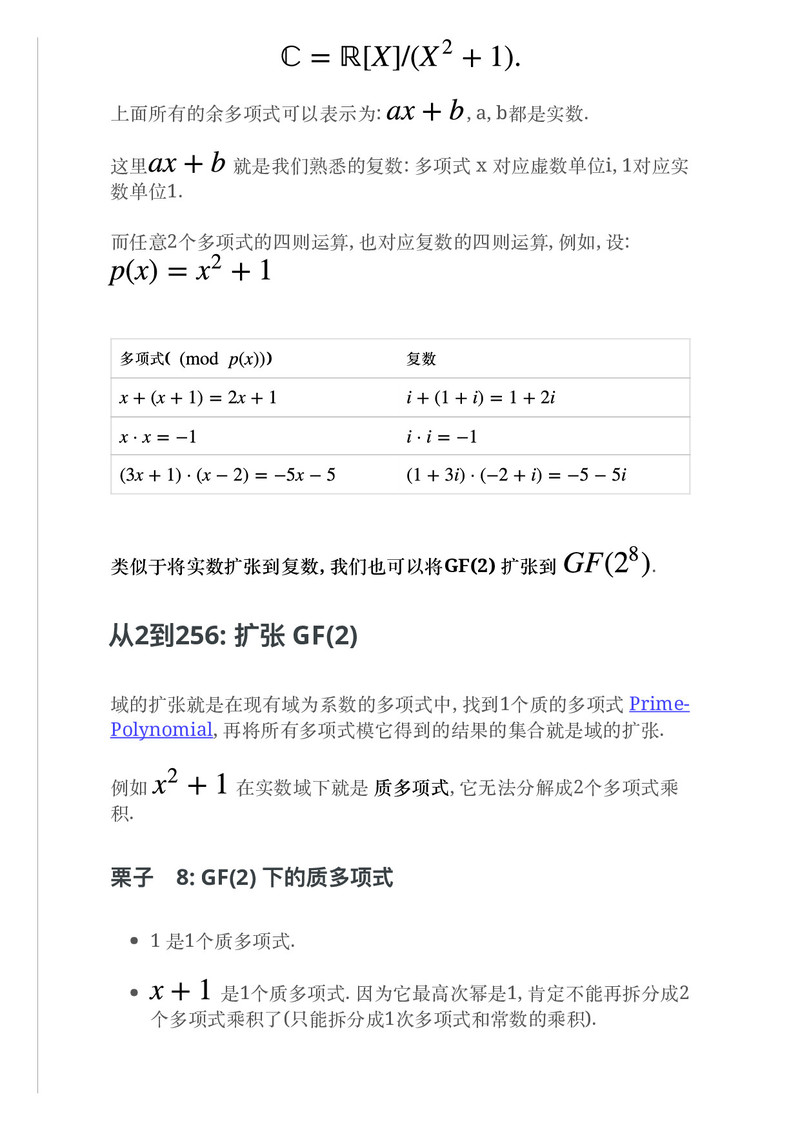 ℂ = ℝ[X]/(X² + 1).
上面所有的余多项式可以表示为: ax + b, a, b都是实数.
这里ax + b 就是我们熟悉的复数: 多项式 x 对应虚数单位i, 1对应实
数单位1.
而任意2个多项式的四则运算, 也对应复数的四则运算, 例如, 设:
p(x) = x² + 1
多项式( (mod p(x))) 复数
x + (x + 1) = 2x + 1 i + (1 + i) = 1 + 2i
x · x = −1 i · i = −1
(3x + 1) · (x − 2) = −5x − 5 (1 + 3i) · (−2 + i) = −5 − 5i
类似于将实数扩张到复数, 我们也可以将GF(2) 扩张到 GF(2⁸).
从2到256: 扩张 GF(2)
域的扩张就是在现有域为系数的多项式中, 找到1个质的多项式 Prime-
Polynomial, 再将所有多项式模它得到的结果的集合就是域的扩张.
例如 x² + 1 在实数域下就是 质多项式, 它无法分解成2个多项式乘
积.
栗子 8: GF(2) 下的质多项式
• 1 是1个质多项式.
• x + 1 是1个质多项式. 因为它最高次幂是1, 肯定不能再拆分成2
个多项式乘积了(只能拆分成1次多项式和常数的乘积).